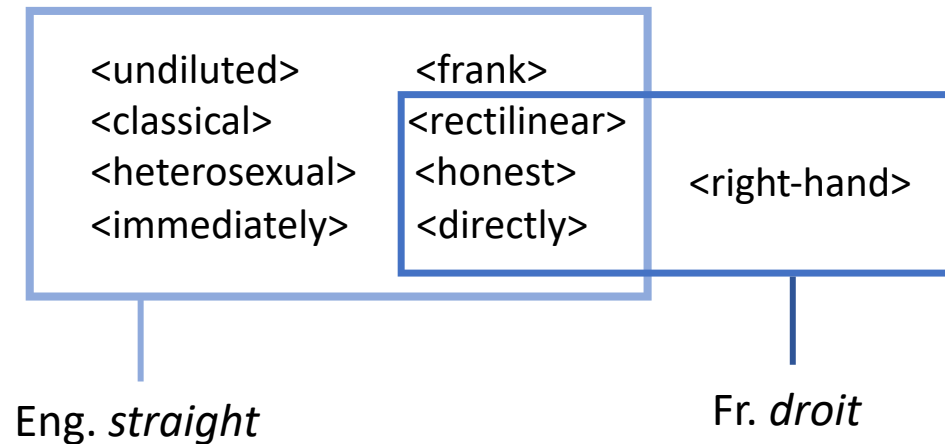 <undiluted> <frank>
<classical> <rectilinear>
<heterosexual> <honest> <right-hand>
<immediately> <directly>
Eng. straight Fr. droit